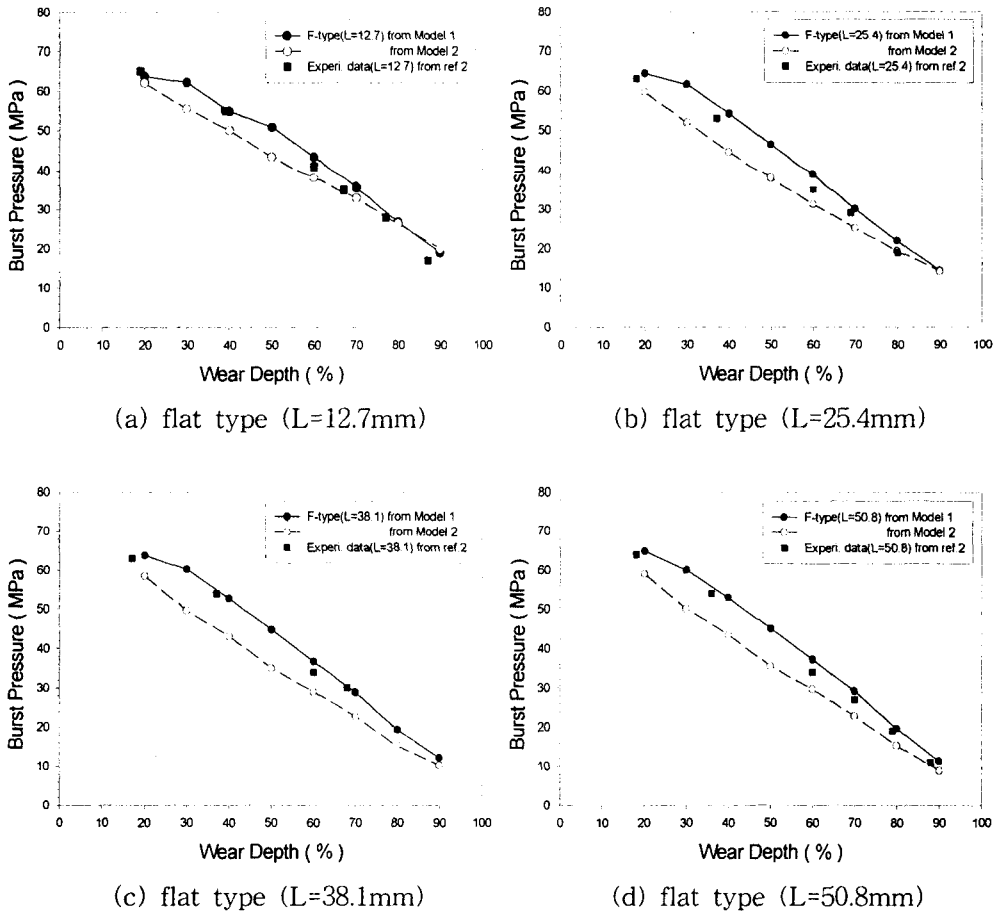 80
70
60
50
40
30
20
10
0
Burst Pressure ( MPa )
F-type(L=12.7) from Model 1
from Model 2
Experi. data(L=12.7) from ref 2
0 10 20 30 40 50 60 70 80 90 100
Wear Depth ( % )
(a) flat type (L=12.7mm)
80
70
60
50
40
30
20
10
0
Burst Pressure ( MPa )
F-type(L=25.4) from Model 1
from Model 2
Experi. data(L=25.4) from ref 2
0 10 20 30 40 50 60 70 80 90 100
Wear Depth ( % )
(b) flat type (L=25.4mm)
80
70
60
50
40
30
20
10
0
Burst Pressure ( MPa )
F-type(L=38.1) from Model 1
from Model 2
Experi. data(L=38.1) from ref.2
0 10 20 30 40 50 60 70 80 90 100
Wear Depth ( % )
(c) flat type (L=38.1mm)
80
70
60
50
40
30
20
10
0
Burst Pressure ( MPa )
F-type(L=50.8) from Model 1
from Model 2
Experi. data(L=50.8) from ref 2
0 10 20 30 40 50 60 70 80 90 100
Wear Depth ( % )
(d) flat type (L=50.8mm)